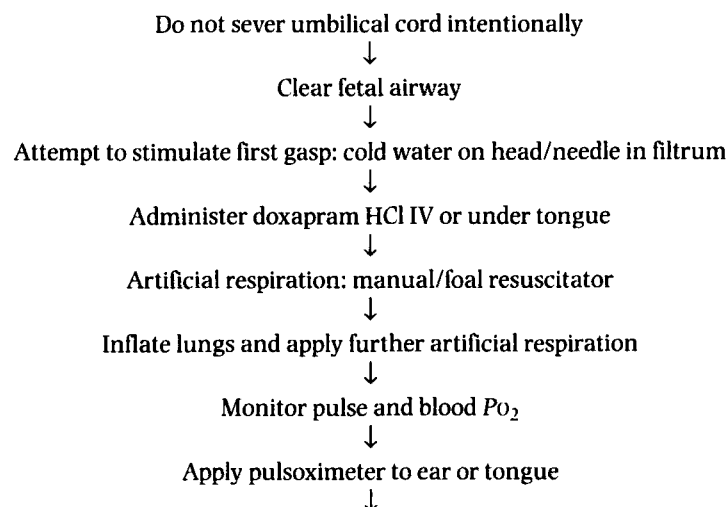 Do not sever umbilical cord intentionally
↓
Clear fetal airway
↓
Attempt to stimulate first gasp: cold water on head/needle in filtrum
↓
Administer doxapram HCl IV or under tongue
↓
Artificial respiration: manual/foal resuscitator
↓
Inflate lungs and apply further artificial respiration
↓
Monitor pulse and blood Po₂
↓
Apply pulsoximeter to ear or tongue
↓